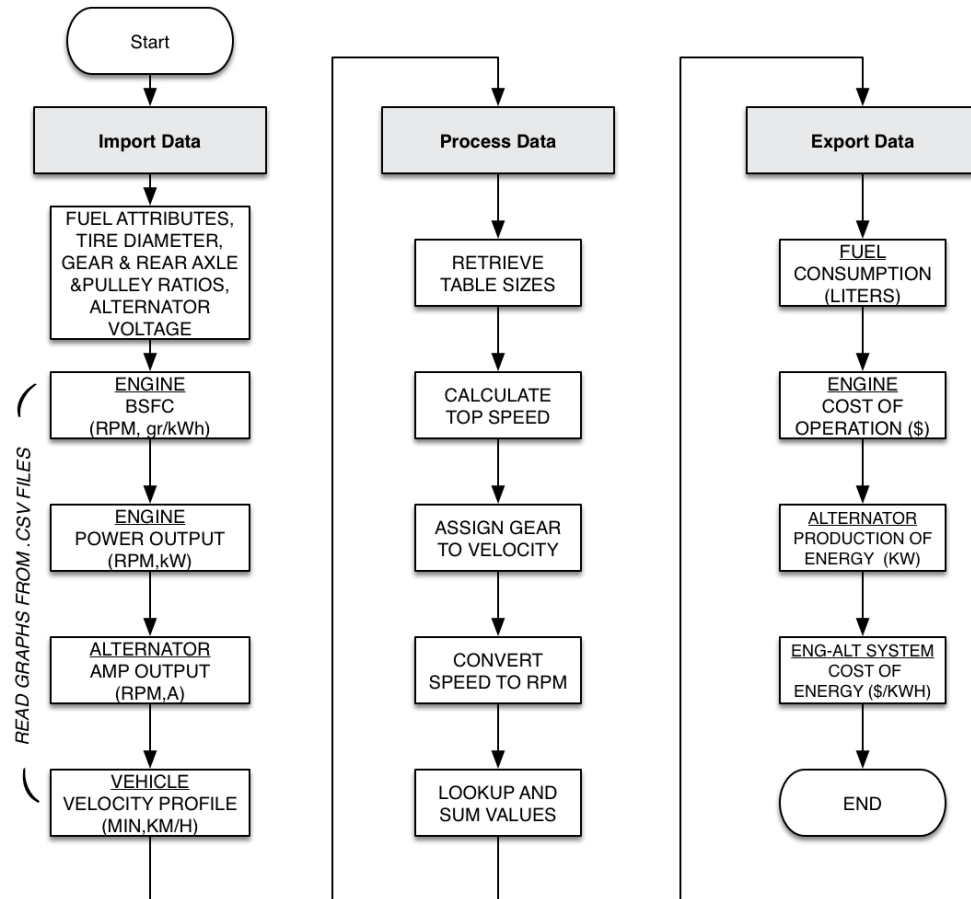 Start
Import Data
FUEL ATTRIBUTES,
TIRE DIAMETER,
GEAR & REAR AXLE
&PULLEY RATIOS,
ALTERNATOR
VOLTAGE
READ GRAPHS FROM .CSV FILES
ENGINE
BSFC
(RPM, gr/kWh)
ENGINE
POWER OUTPUT
(RPM,kW)
ALTERNATOR
AMP OUTPUT
(RPM,A)
VEHICLE
VELOCITY PROFILE
(MIN,KM/H)
Process Data
RETRIEVE
TABLE SIZES
CALCULATE
TOP SPEED
ASSIGN GEAR
TO VELOCITY
CONVERT
SPEED TO RPM
LOOKUP AND
SUM VALUES
Export Data
FUEL
CONSUMPTION
(LITERS)
ENGINE
COST OF
OPERATION ($)
ALTERNATOR
PRODUCTION OF
ENERGY (KW)
ENG-ALT SYSTEM
COST OF
ENERGY ($/KWH)
END